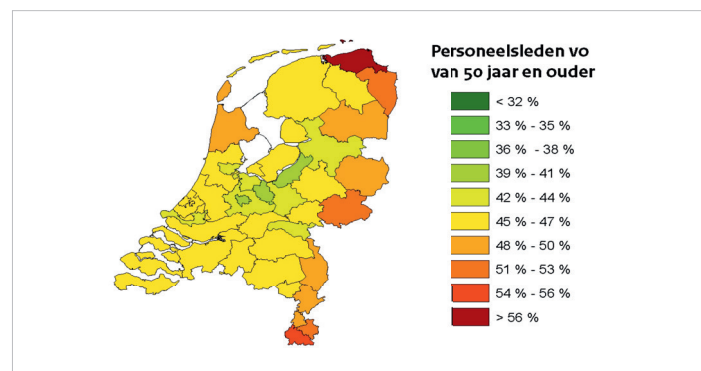 Personeelsleden vo
van 50 jaar en ouder
< 32 %
33 % - 35 %
36 % - 38 %
39 % - 41 %
42 % - 44 %
45 % - 47 %
48 % - 50 %
51 % - 53 %
54 % - 56 %
> 56 %